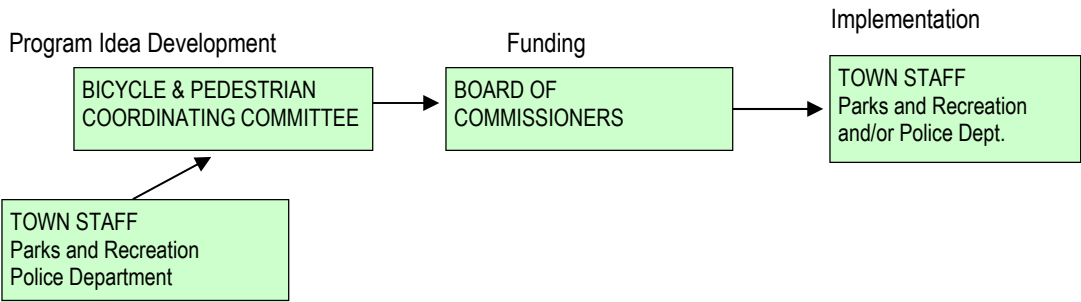 Implementation
Program Idea Development
Funding
BICYCLE & PEDESTRIAN
COORDINATING COMMITTEE
BOARD OF
COMMISSIONERS
TOWN STAFF
Parks and Recreation
and/or Police Dept.
TOWN STAFF
Parks and Recreation
Police Department